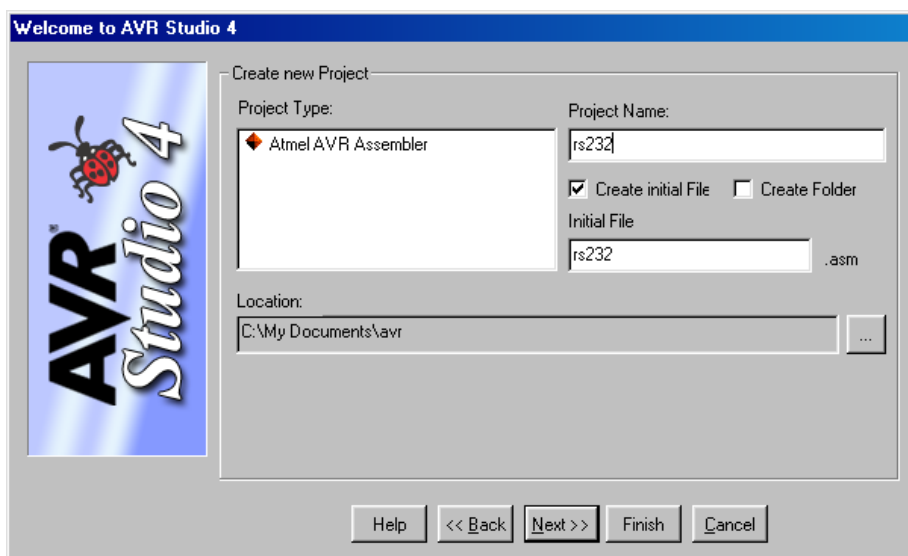 Welcome to AVR Studio 4
AVR® Studio 4
Create new Project
Project Type:
Atmel AVR Assembler
Project Name:
rs232
Create initial File
Create Folder
Initial File
rs232
.asm
Location:
C:\My Documents\avr
...
Help
<< Back
Next >>
Finish
Cancel